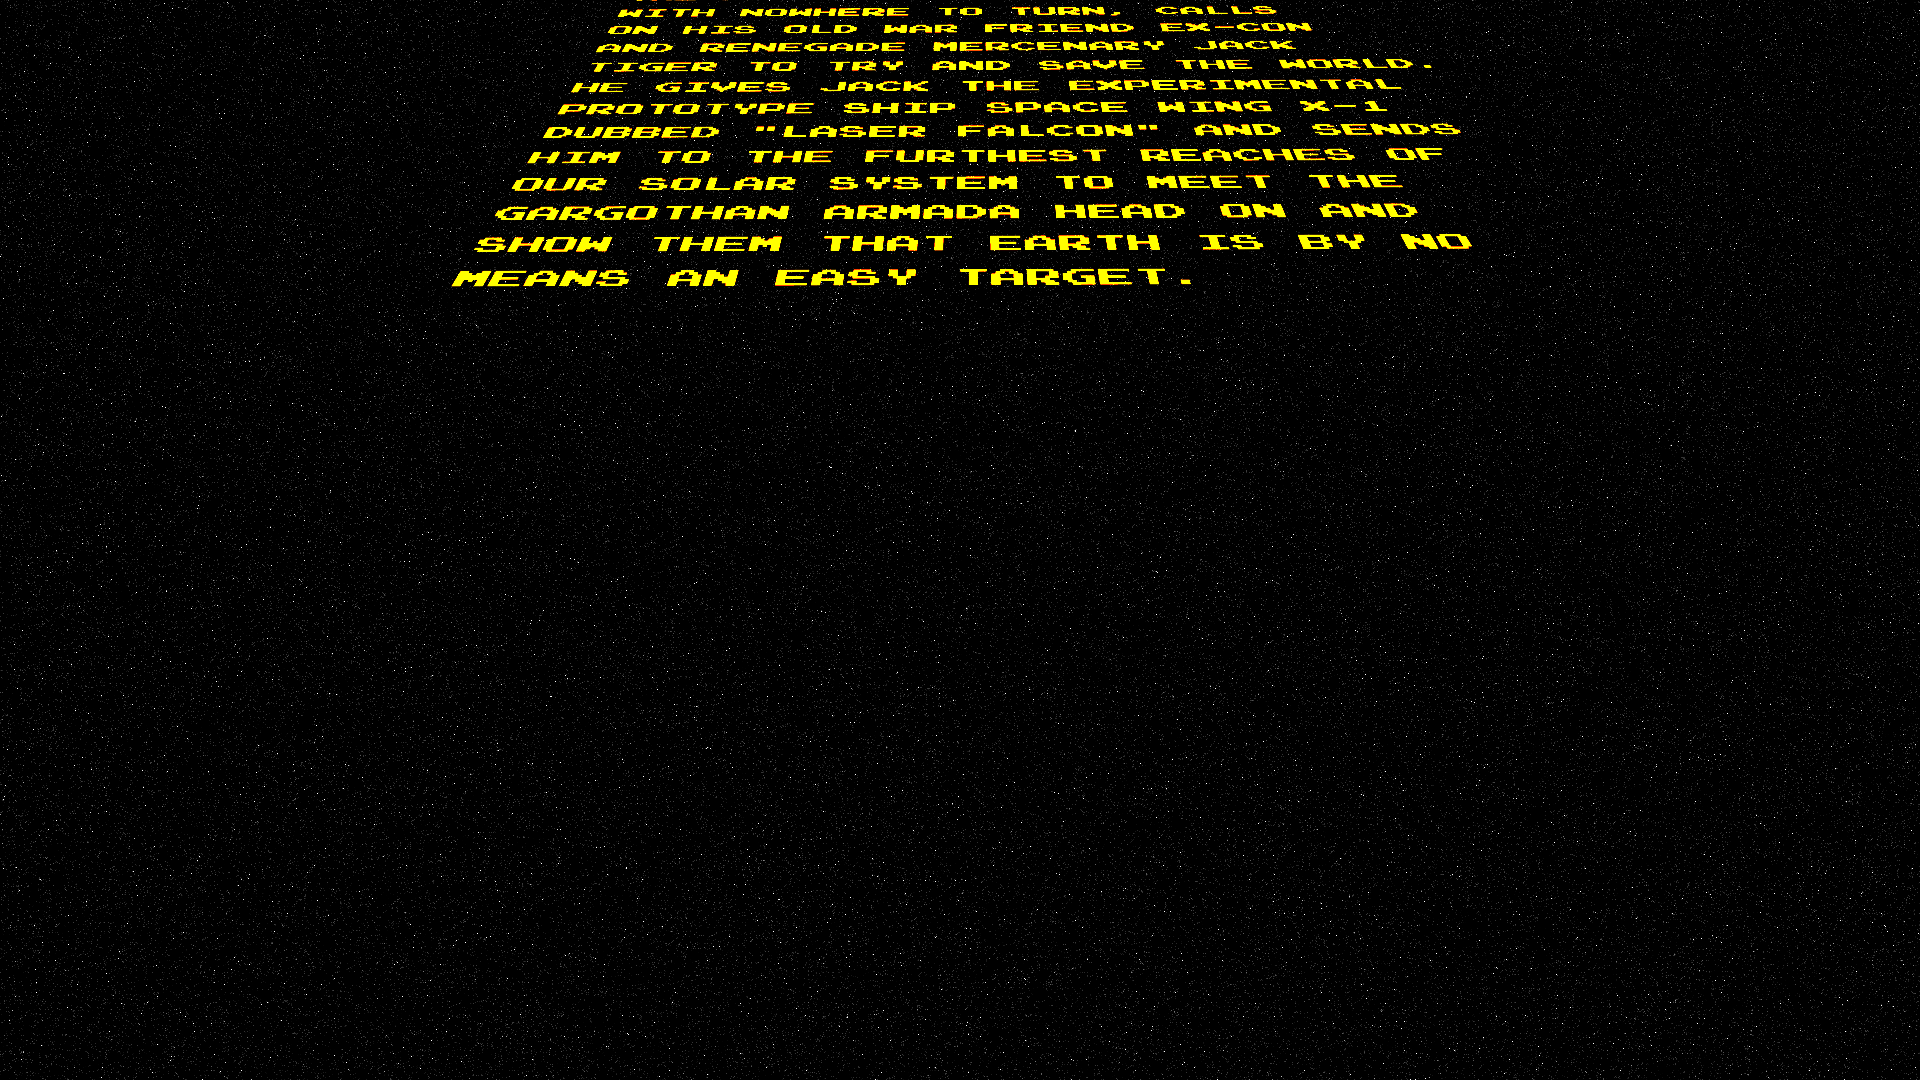 WITH NOWHERE TO TURN, CALLS
ON HIS OLD WAR FRIEND EX-CON
AND RENEGADE MERCENARY JACK
TIGER TO TRY AND SAVE THE WORLD.
HE GIVES JACK THE EXPERIMENTAL
PROTOTYPE SHIP SPACE WING X-1
DUBBED "LASER FALCON" AND SENDS
HIM TO THE FURTHEST REACHES OF
OUR SOLAR SYSTEM TO MEET THE
GARGOTHAN ARMADA HEAD ON AND
SHOW THEM THAT EARTH IS BY NO
MEANS AN EASY TARGET.